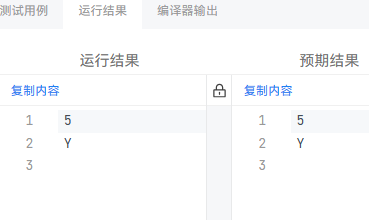 测试用例 运行结果 编译器输出
运行结果 预期结果
复制内容 复制内容
1 5 1 5
2 Y 2 Y
3 3